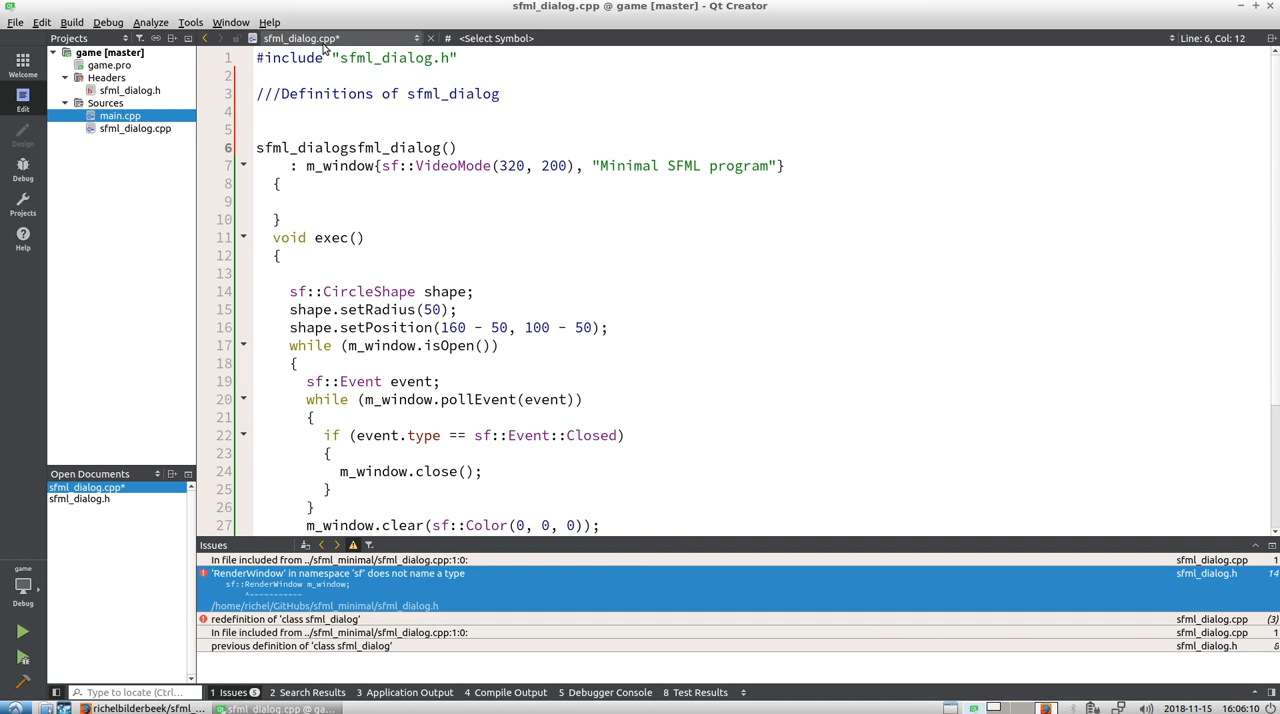 sfml_dialog.cpp @ game [master] - Qt Creator
File Edit Build Debug Analyze Tools Window Help
Projects
sfml_dialog.cpp*
# <Select Symbol>
Line: 6, Col: 12
Welcome
Edit
Design
Debug
Projects
Help
game [master]
game.pro
Headers
sfml_dialog.h
Sources
main.cpp
sfml_dialog.cpp
Open Documents
sfml_dialog.cpp*
sfml_dialog.h
game
Debug
1 #include "sfml_dialog.h"
2
3 ///Definitions of sfml_dialog
4
5
6 sfml_dialogsfml_dialog()
7 : m_window{sf::VideoMode(320, 200), "Minimal SFML program"}
8 {
9
10 }
11 void exec()
12 {
13
14 sf::CircleShape shape;
15 shape.setRadius(50);
16 shape.setPosition(160 - 50, 100 - 50);
17 while (m_window.isOpen())
18 {
19 sf::Event event;
20 while (m_window.pollEvent(event))
21 {
22 if (event.type == sf::Event::Closed)
23 {
24 m_window.close();
25 }
26 }
27 m_window.clear(sf::Color(0, 0, 0));
Issues
In file included from ../sfml_minimal/sfml_dialog.cpp:1:0: sfml_dialog.cpp 1
'RenderWindow' in namespace 'sf' does not name a type sfml_dialog.h 14
sf::RenderWindow m_window;
^~~~~~~~~~~~
/home/richel/GitHubs/sfml_minimal/sfml_dialog.h
redefinition of 'class sfml_dialog' sfml_dialog.cpp (3)
In file included from ../sfml_minimal/sfml_dialog.cpp:1:0: sfml_dialog.cpp 1
previous definition of 'class sfml_dialog' sfml_dialog.h 8
Type to locate (Ctrl...
1 Issues 5 2 Search Results 3 Application Output 4 Compile Output 5 Debugger Console 8 Test Results
richelbilderbeek/sfml_...
sfml_dialog.cpp @ ga...
2018-11-15 16:06:10